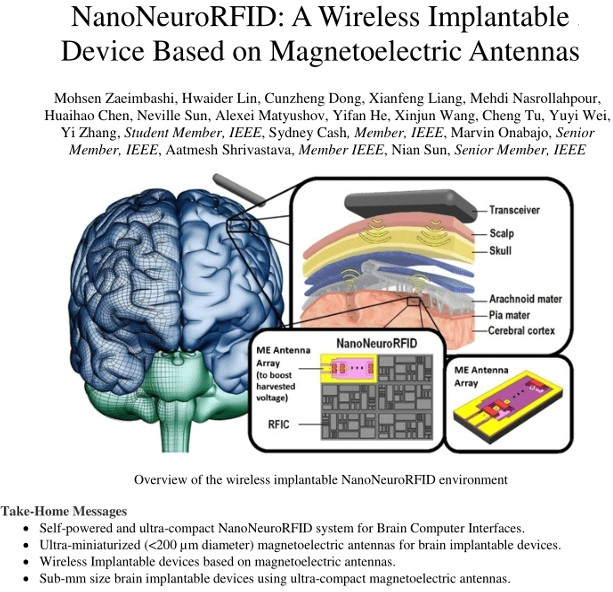 NanoNeuroRFID: A Wireless Implantable
Device Based on Magnetoelectric Antennas
Mohsen Zaeimbashi, Hwaider Lin, Cunzheng Dong, Xianfeng Liang, Mehdi Nasrollahpour,
Huaihao Chen, Neville Sun, Alexei Matyushov, Yifan He, Xinjun Wang, Cheng Tu, Yuyi Wei,
Yi Zhang, Student Member, IEEE, Sydney Cash, Member, IEEE, Marvin Onabajo, Senior
Member, IEEE, Aatmesh Shrivastava, Member IEEE, Nian Sun, Senior Member, IEEE
Transceiver
Scalp
Skull
Arachnoid mater
Pia mater
Cerebral cortex
NanoNeuroRFID
ME Antenna
Array
(to boost
harvested
voltage)
RFIC
ME Antenna
Array
Overview of the wireless implantable NanoNeuroRFID environment
Take-Home Messages
• Self-powered and ultra-compact NanoNeuroRFID system for Brain Computer Interfaces.
• Ultra-miniaturized (<200 µm diameter) magnetoelectric antennas for brain implantable devices.
• Wireless Implantable devices based on magnetoelectric antennas.
• Sub-mm size brain implantable devices using ultra-compact magnetoelectric antennas.